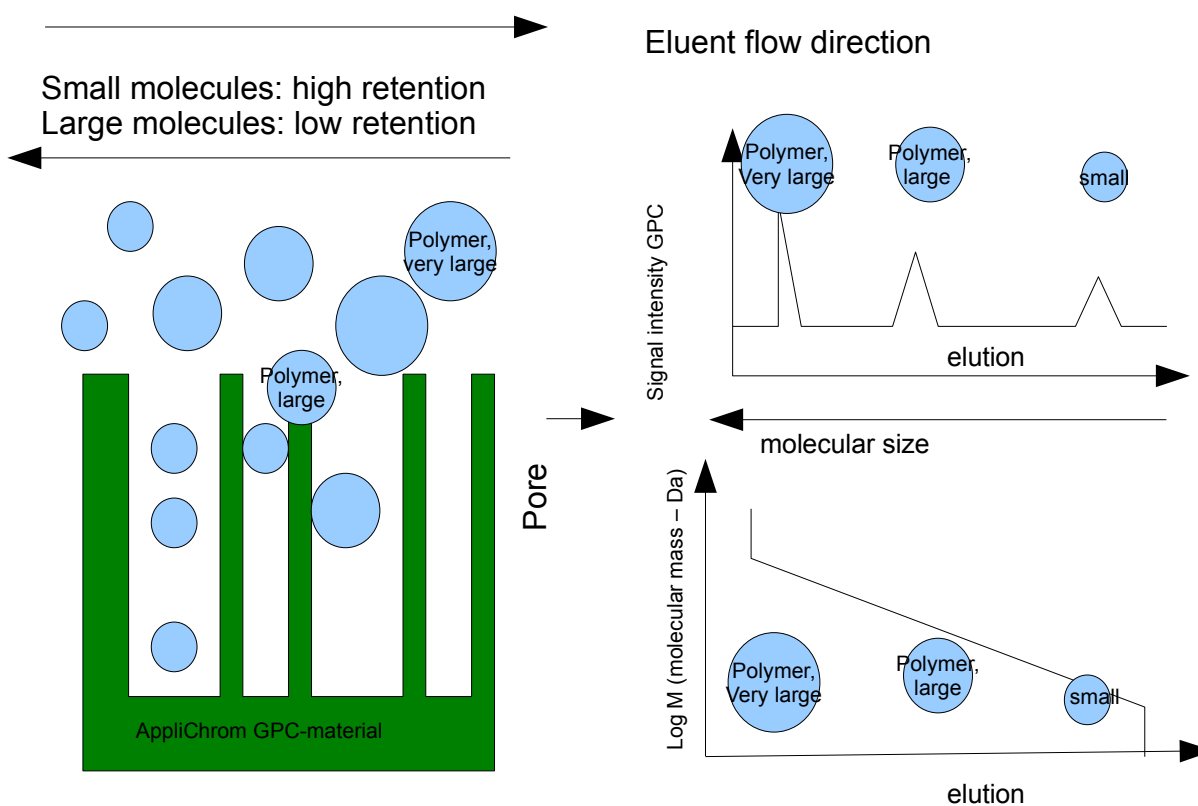 Eluent flow direction
Small molecules: high retention
Large molecules: low retention
Polymer,
very large
Polymer,
large
Pore
AppliChrom GPC-material
Signal intensity GPC
Polymer,
Very large
Polymer,
large
small
elution
molecular size
Log M (molecular mass – Da)
Polymer,
Very large
Polymer,
large
small
elution